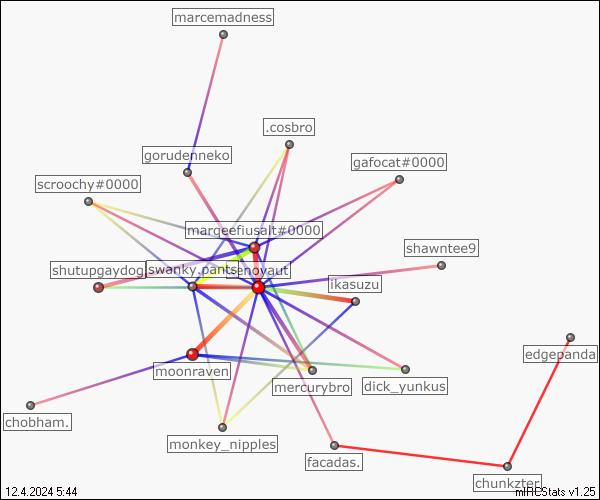 marcemadness
.cosbro
gorudenneko
gafocat#0000
scroochy#0000
margeefiusalt#0000
shawntee9
shutupgaydog
swanky.pants
xenovaut
ikasuzu
edgepanda
moonraven
mercurybro
dick_yunkus
chobham.
monkey_nipples
facadas.
chunkzter
12.4.2024 5:44
mIRCStats v1.25